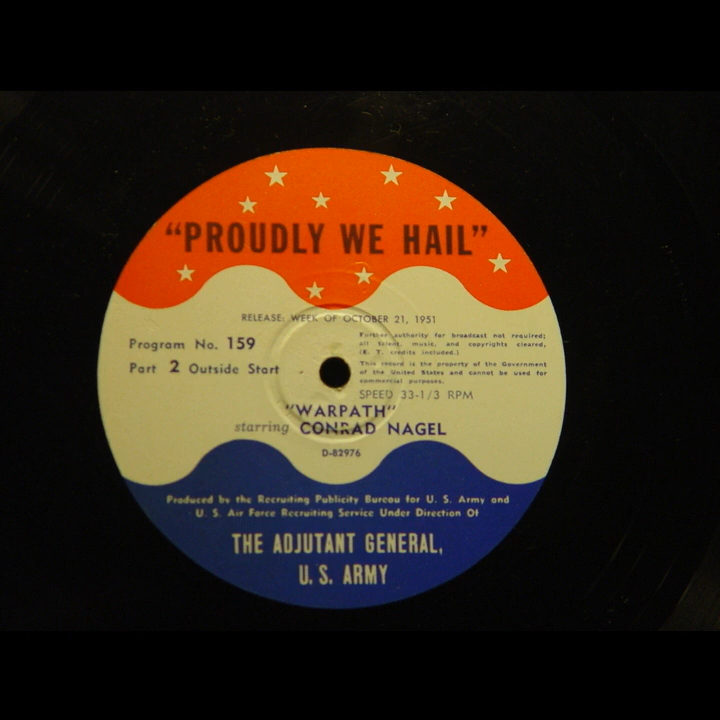 "PROUDLY WE HAIL"
RELEASE: WEEK OF OCTOBER 21, 1951
Program No. 159
Part 2 Outside Start
Further authority for broadcast not required;
all talent, music, and copyrights cleared,
(E. T. credits included.)
This record is the property of the Government
of the United States and cannot be used for
commercial purposes.
SPEED 33-1/3 RPM
"WARPATH"
starring CONRAD NAGEL
D-82976
Produced by the Recruiting Publicity Bureau for U. S. Army and
U. S. Air Force Recruiting Service Under Direction Of
THE ADJUTANT GENERAL,
U. S. ARMY